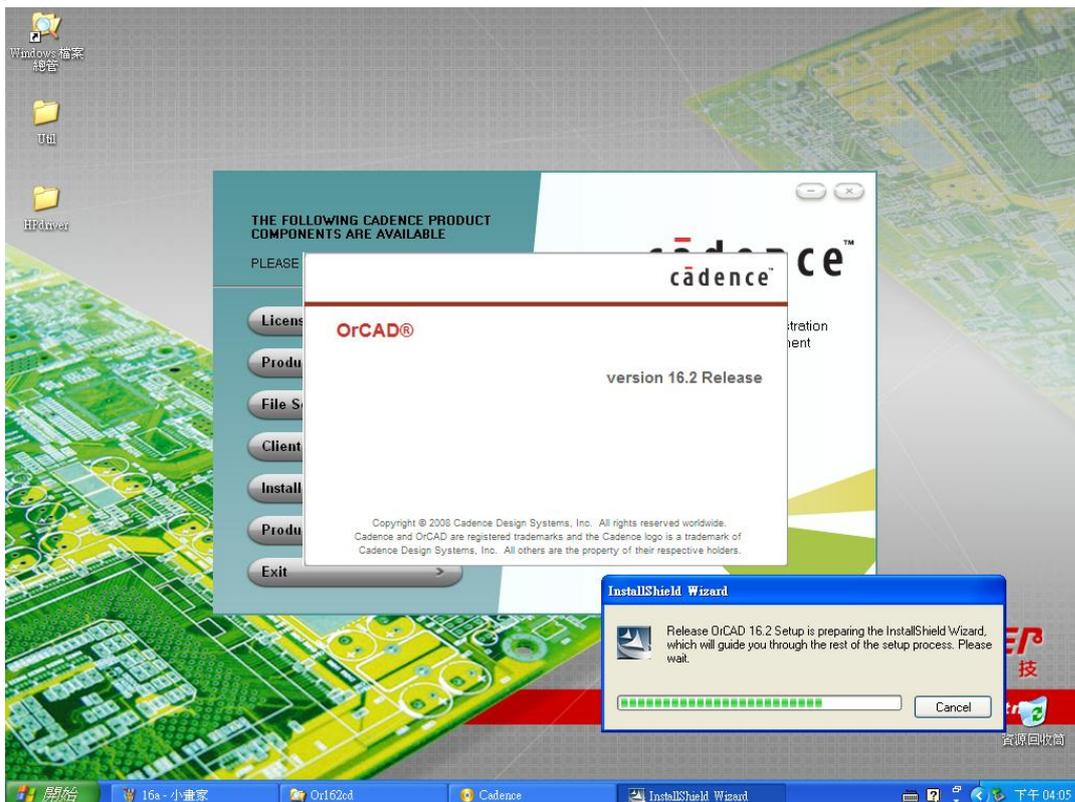 Windows 檔案
總管
Util
HPdriver
THE FOLLOWING CADENCE PRODUCT
COMPONENTS ARE AVAILABLE
PLEASE
cādence™
OrCAD®
version 16.2 Release
Licens
Produ
File S
Client
Install
Produ
Exit >
Copyright © 2008 Cadence Design Systems, Inc. All rights reserved worldwide.
Cadence and OrCAD are registered trademarks and the Cadence logo is a trademark of
Cadence Design Systems, Inc. All others are the property of their respective holders.
InstallShield Wizard
Release OrCAD 16.2 Setup is preparing the InstallShield Wizard,
which will guide you through the rest of the setup process. Please
wait.
Cancel
技
資源回收筒
開始
16a - 小畫家
Or162cd
Cadence
InstallShield Wizard
下午 04:05